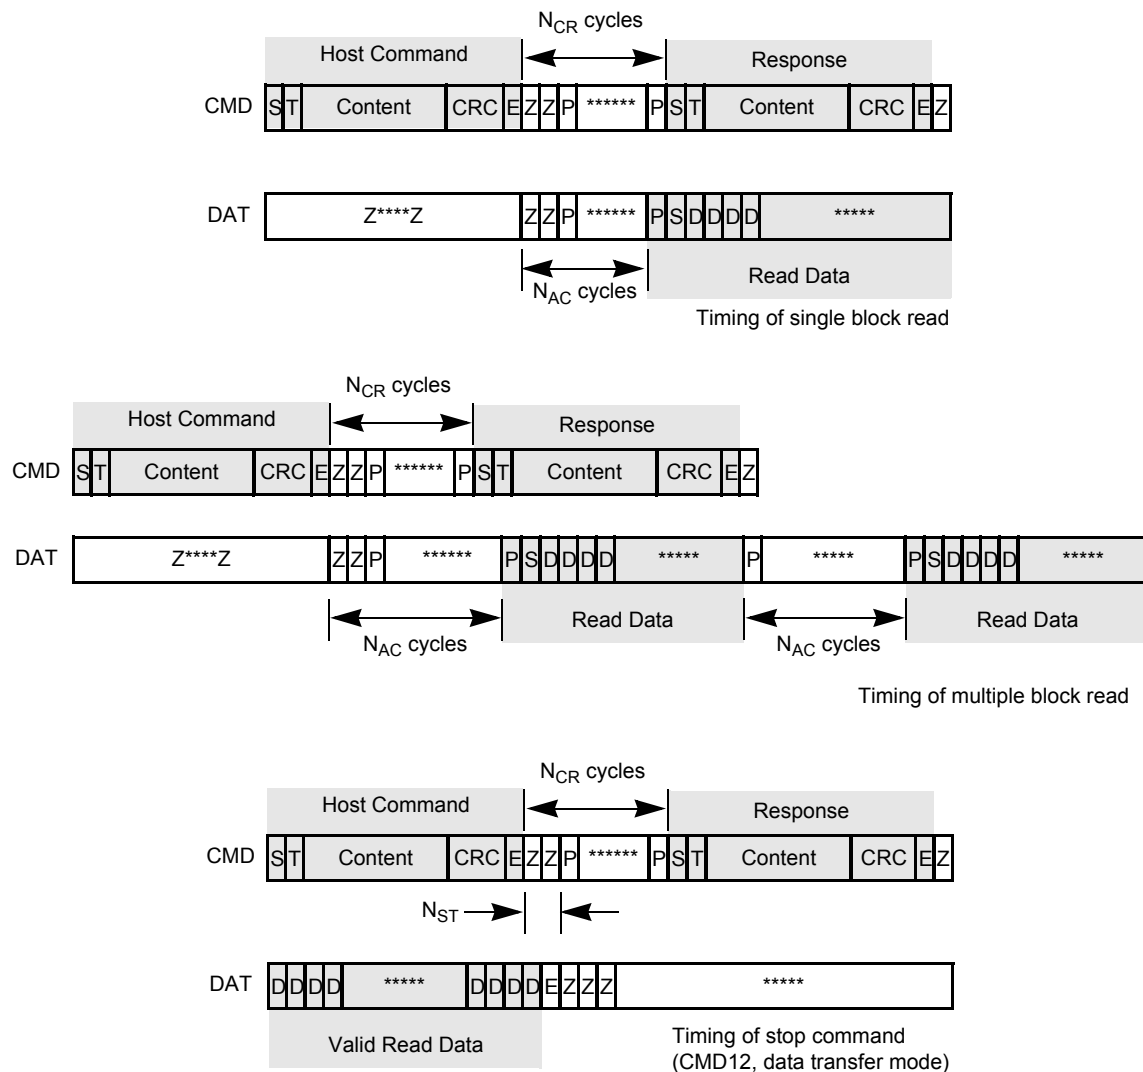 N_CR cycles
Host Command Response
CMD S T Content CRC E Z Z P ****** P S T Content CRC E Z
DAT Z****Z Z Z P ****** P S D D D D *****
N_AC cycles Read Data
Timing of single block read
N_CR cycles
Host Command Response
CMD S T Content CRC E Z Z P ****** P S T Content CRC E Z
DAT Z****Z Z Z P ****** P S D D D D ***** P ***** P S D D D D *****
N_AC cycles Read Data N_AC cycles Read Data
Timing of multiple block read
N_CR cycles
Host Command Response
CMD S T Content CRC E Z Z P ****** P S T Content CRC E Z
N_ST
DAT D D D D ***** D D D D E Z Z Z *****
Valid Read Data
Timing of stop command
(CMD12, data transfer mode)